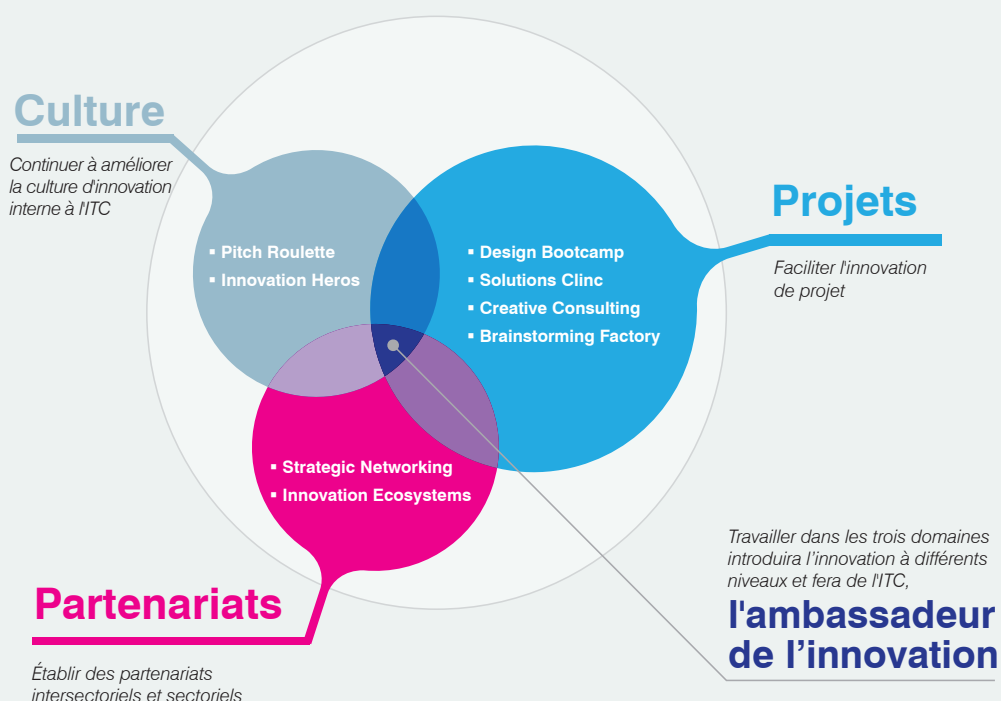 Culture
Continuer à améliorer
la culture d'innovation
interne à l'ITC
▪ Pitch Roulette
▪ Innovation Heros
▪ Design Bootcamp
▪ Solutions Clinc
▪ Creative Consulting
▪ Brainstorming Factory
Projets
Faciliter l'innovation
de projet
▪ Strategic Networking
▪ Innovation Ecosystems
Partenariats
Établir des partenariats
intersectoriels et sectoriels
Travailler dans les trois domaines
introduira l’innovation à différents
niveaux et fera de l'ITC,
l'ambassadeur
de l’innovation